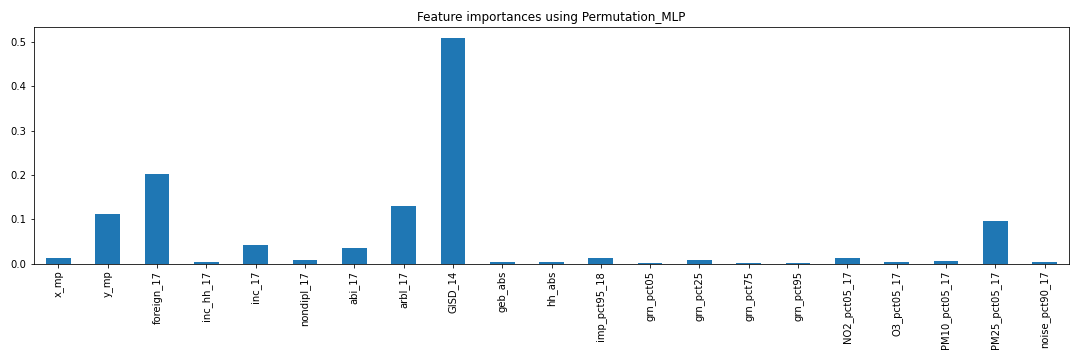 Feature importances using Permutation_MLP
0.5
0.4
0.3
0.2
0.1
0.0
x_mp
y_mp
foreign_17
inc_hh_17
inc_17
nondipl_17
abi_17
arbl_17
GISD_14
geb_abs
hh_abs
imp_pct95_18
grn_pct05
grn_pct25
grn_pct75
grn_pct95
NO2_pct05_17
O3_pct05_17
PM10_pct05_17
PM25_pct05_17
noise_pct90_17